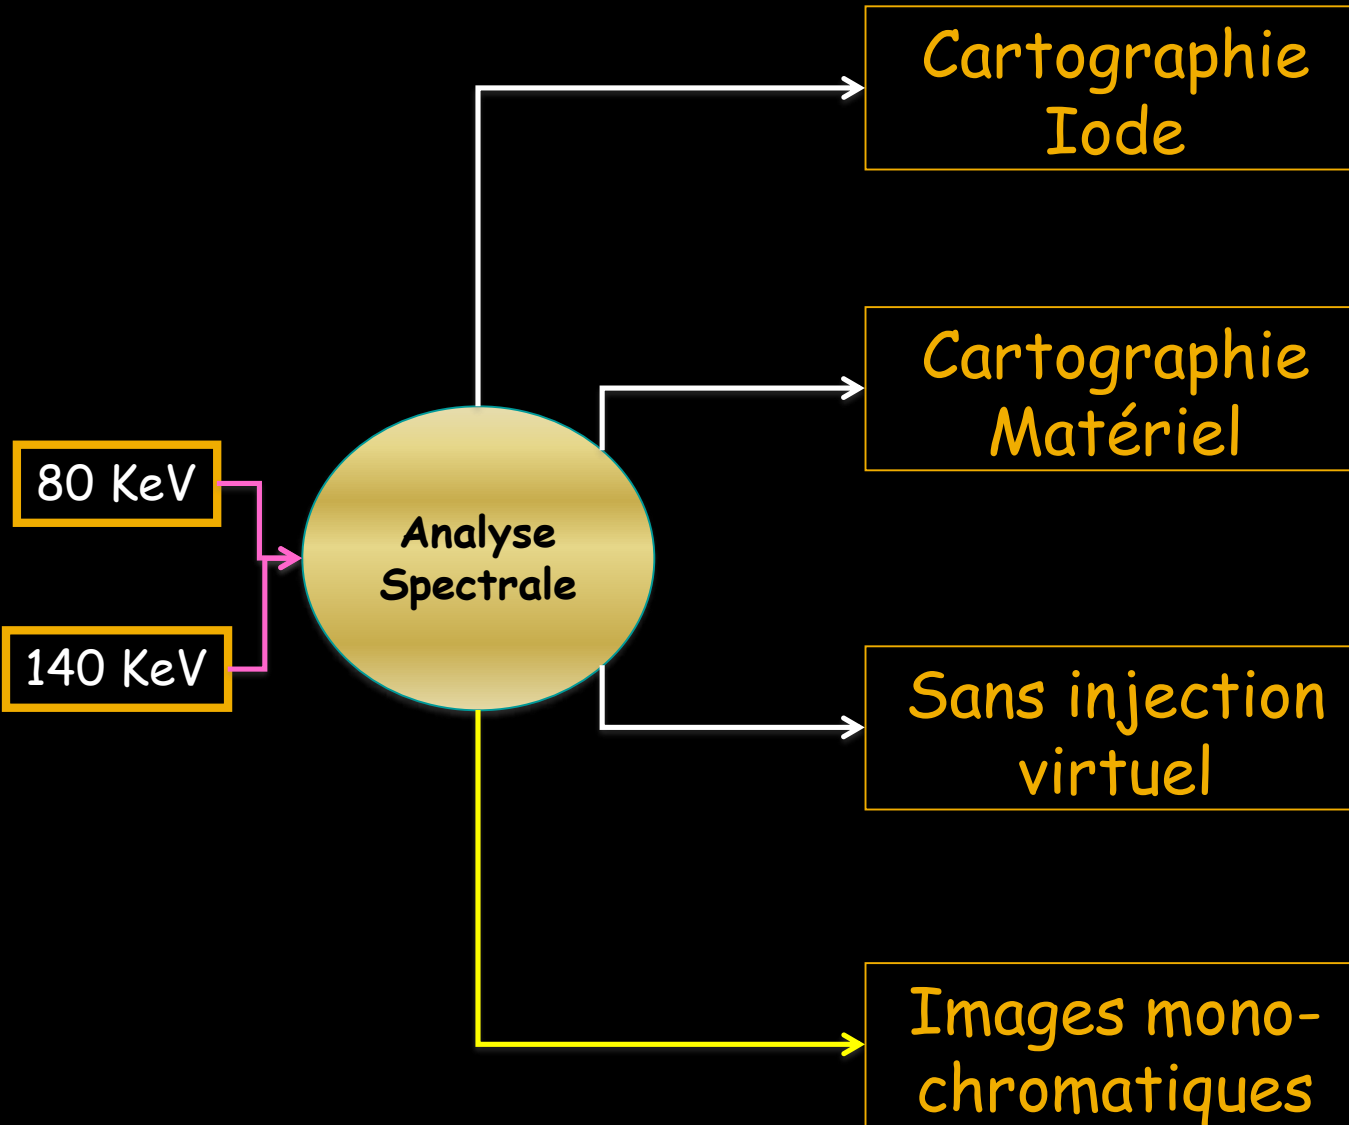 Cartographie
Iode
Cartographie
Matériel
80 KeV
Analyse
Spectrale
140 KeV
Sans injection
virtuel
Images mono-
chromatiques